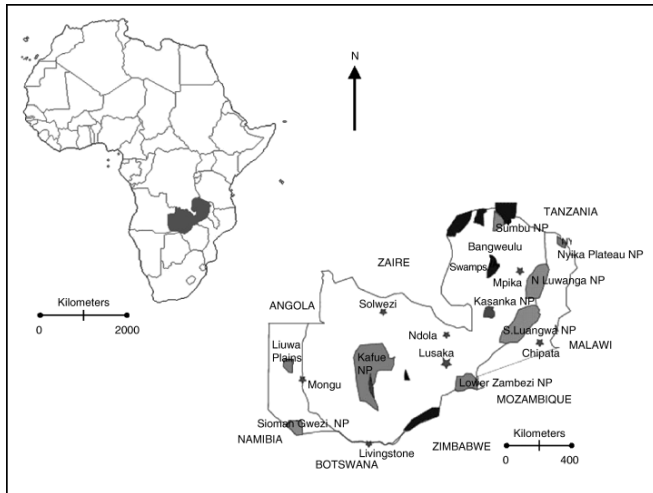 N
TANZANIA
Sumbu NP
Bangweulu
Nyika Plateau NP
ZAIRE
Swamps
Mpika
N Luwanga NP
Kilometers
0 2000
Kasanka NP
ANGOLA
Solwezi
S.Luangwa NP
Ndola
MALAWI
Liuwa
Plains
Kafue
NP
Lusaka
Chipata
Mongu
Lower Zambezi NP
MOZAMBIQUE
Sioman Gwezi NP
NAMIBIA
Kilometers
0 400
ZIMBABWE
Livingstone
BOTSWANA